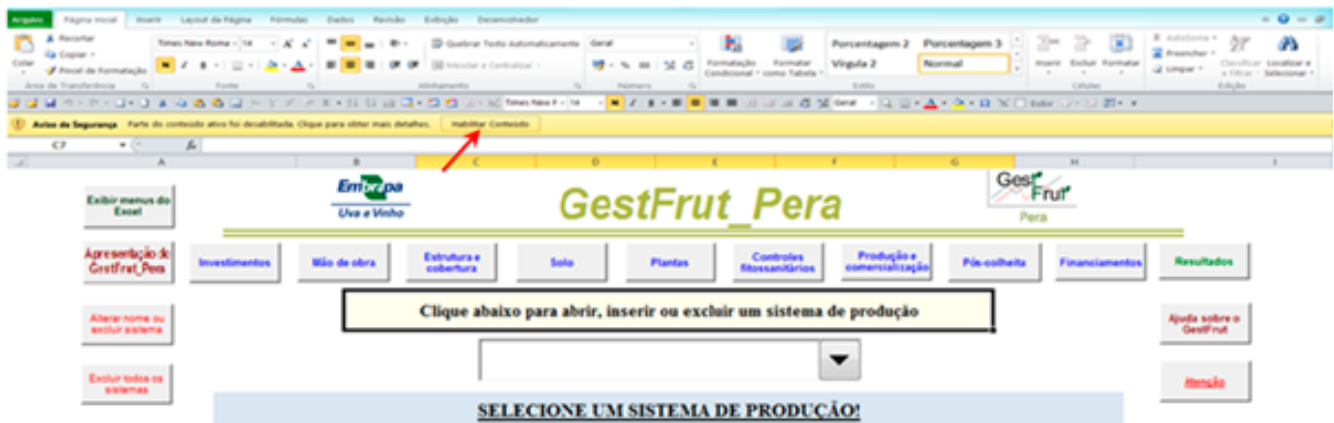 Arquivo Página Inicial Inserir Layout da Página Fórmulas Dados Revisão Exibição Desenvolvedor
Recortar
Copiar
Pincel de Formatação
Colar
Área de Transferência
Times New Roma 14
Fonte
Quebrar Texto Automaticamente
Mesclar e Centralizar
Alinhamento
Geral
Número
Formatação Condicional
Formatar como Tabela
Porcentagem 2 Porcentagem 3
Vírgula 2 Normal
Estilo
Inserir Excluir Formatar
Células
AutoSoma
Preencher
Limpar
Classificar e Filtrar
Localizar e Selecionar
Edição
Times New F 14
Geral
Exibir
Aviso de Segurança Parte do conteúdo ativo foi desabilitada. Clique para obter mais detalhes. Habilitar Conteúdo
C7 fx
A B C D E F G H I
Exibir menus do
Excel
Embrapa
Uva e Vinho
GestFrut_Pera
Gest
Frut
Pera
Apresentação do
GestFrut_Pera
Investimentos
Mão de obra
Estrutura e
cobertura
Solo
Plantas
Controles
fitossanitários
Produção e
comercialização
Pós-colheita
Financiamentos
Resultados
Clique abaixo para abrir, inserir ou excluir um sistema de produção
Alterar nome ou
excluir sistema
Ajuda sobre o
GestFrut
Excluir todos os
sistemas
Atenção
SELECIONE UM SISTEMA DE PRODUÇÃO!